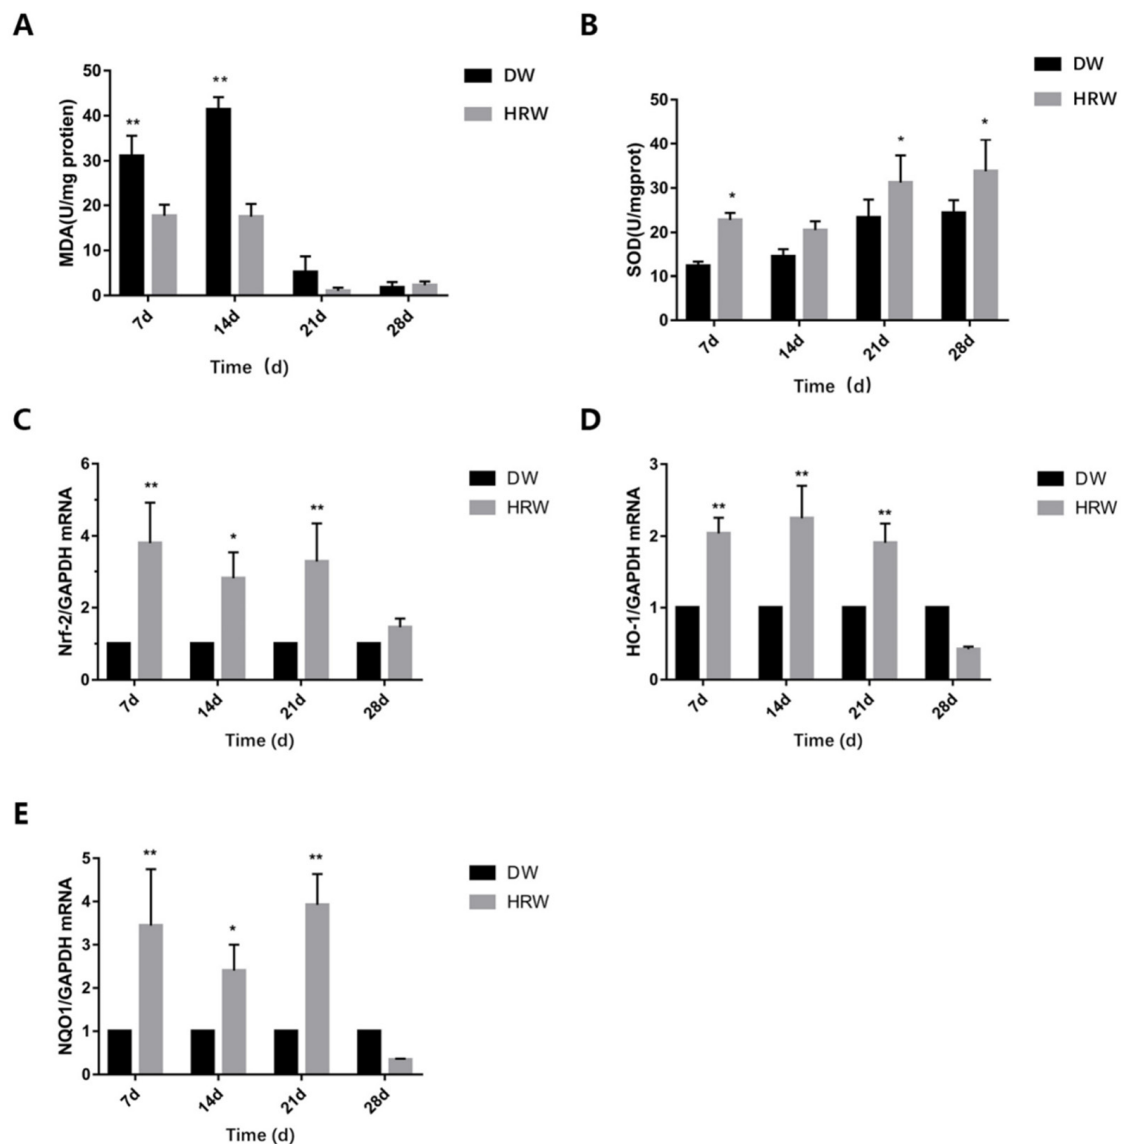 A
MDA(U/mg protien)
50
40
30
20
10
0
**
**
7d
14d
21d
28d
Time (d)
DW
HRW
B
SOD(U/mgprot)
50
40
30
20
10
0
*
*
*
7d
14d
21d
28d
Time (d)
DW
HRW
C
Nrf-2/GAPDH mRNA
6
4
2
0
**
*
**
7d
14d
21d
28d
Time (d)
DW
HRW
D
HO-1/GAPDH mRNA
3
2
1
0
**
**
**
7d
14d
21d
28d
Time (d)
DW
HRW
E
NQO1/GAPDH mRNA
5
4
3
2
1
0
**
*
**
7d
14d
21d
28d
Time (d)
DW
HRW